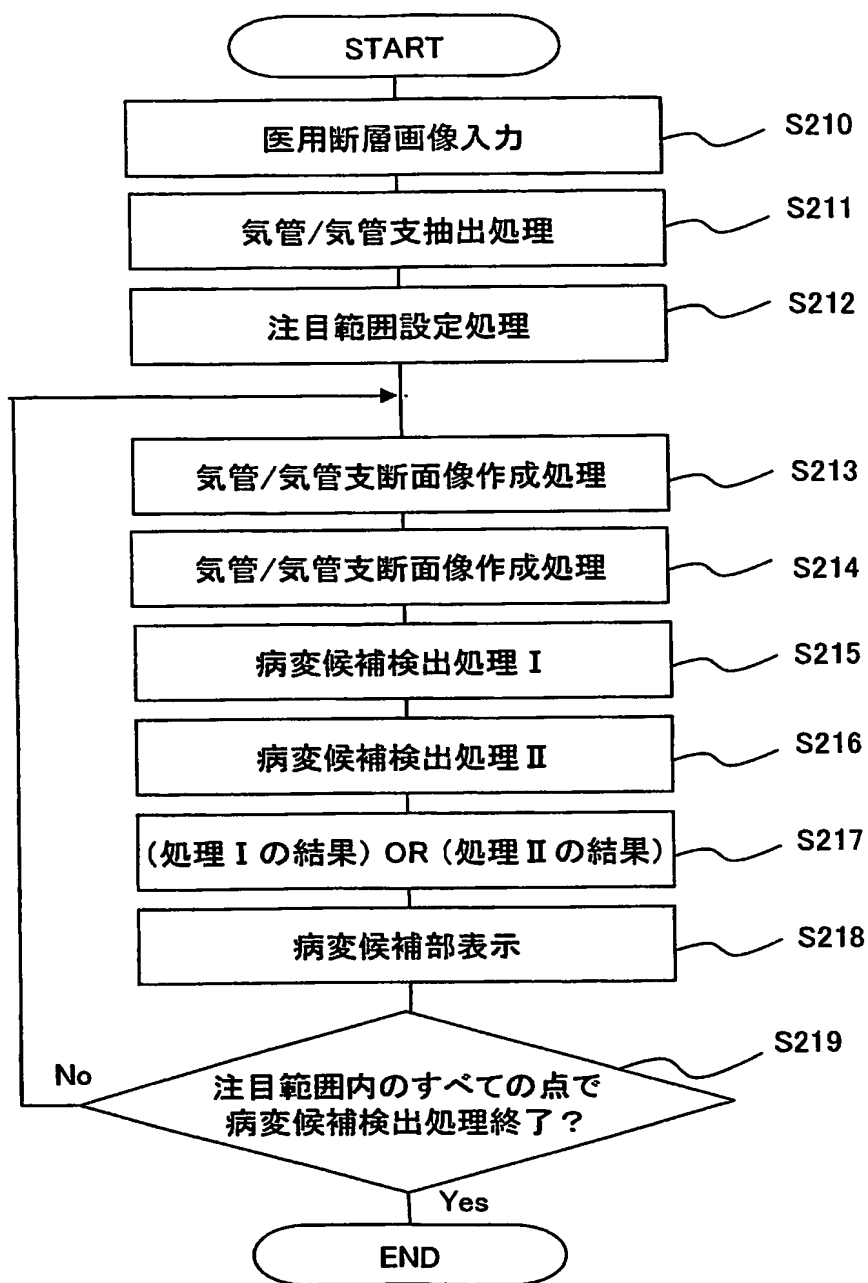 START
医用断層画像入力
S210
気管/気管支抽出処理
S211
注目範囲設定処理
S212
気管/気管支断面像作成処理
S213
気管/気管支断面像作成処理
S214
病変候補検出処理Ⅰ
S215
病変候補検出処理Ⅱ
S216
(処理Ⅰの結果) OR (処理Ⅱの結果)
S217
病変候補部表示
S218
S219
No
注目範囲内のすべての点で
病変候補検出処理終了?
Yes
END